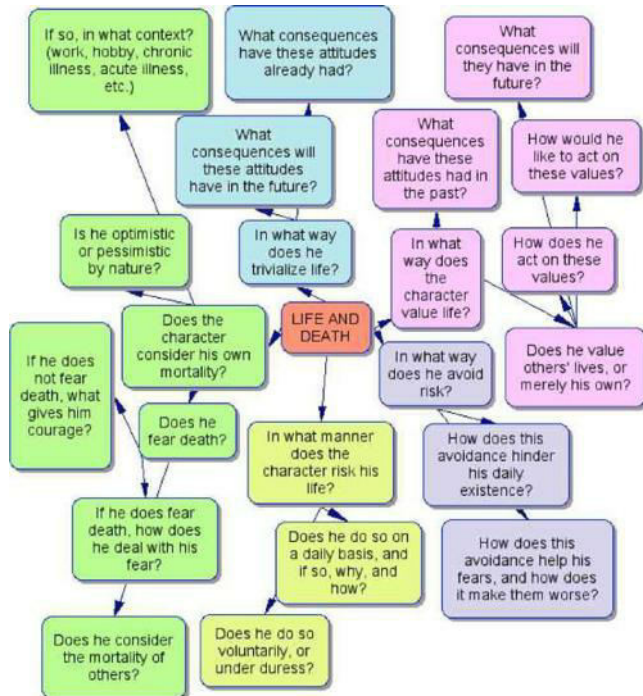 If so, in what context?
(work, hobby, chronic
illness, acute illness,
etc.)
What consequences
have these attitudes
already had?
What
consequences will
they have in the
future?
What
consequences will
these attitudes
have in the future?
What
consequences
have these
attitudes had in
the past?
How would he
like to act on
these values?
Is he optimistic
or pessimistic
by nature?
In what way
does he
trivialize life?
In what
way does
the
character
value life?
How does he
act on these
values?
LIFE AND
DEATH
Does the
character
consider his own
mortality?
If he does
not fear
death, what
gives him
courage?
In what way
does he avoid
risk?
Does he value
others' lives, or
merely his own?
Does he
fear death?
In what manner
does the
character risk his
life?
How does this
avoidance hinder
his daily
existence?
If he does fear
death, how does
he deal with his
fear?
Does he do so on
a daily basis, and
if so, why, and
how?
How does this
avoidance help his
fears, and how does
it make them worse?
Does he consider
the mortality of
others?
Does he do so
voluntarily, or
under duress?